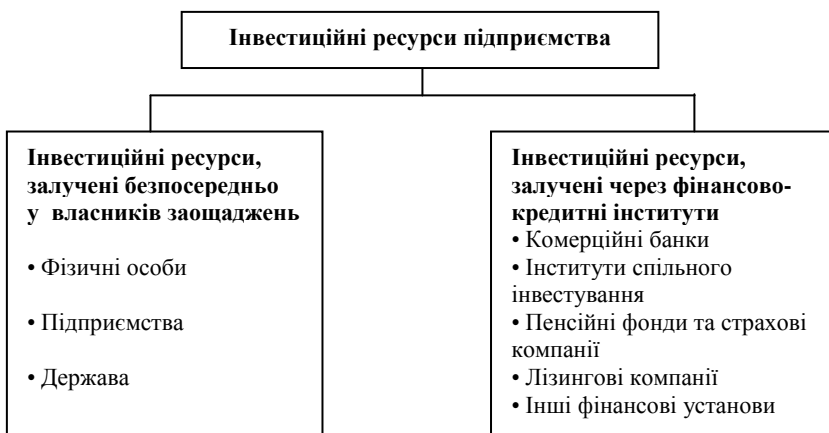 Інвестиційні ресурси підприємства
Інвестиційні ресурси,
залучені безпосередньо
у власників заощаджень
• Фізичні особи
• Підприємства
• Держава
Інвестиційні ресурси,
залучені через фінансово-
кредитні інститути
• Комерційні банки
• Інститути спільного
інвестування
• Пенсійні фонди та страхові
компанії
• Лізингові компанії
• Інші фінансові установи